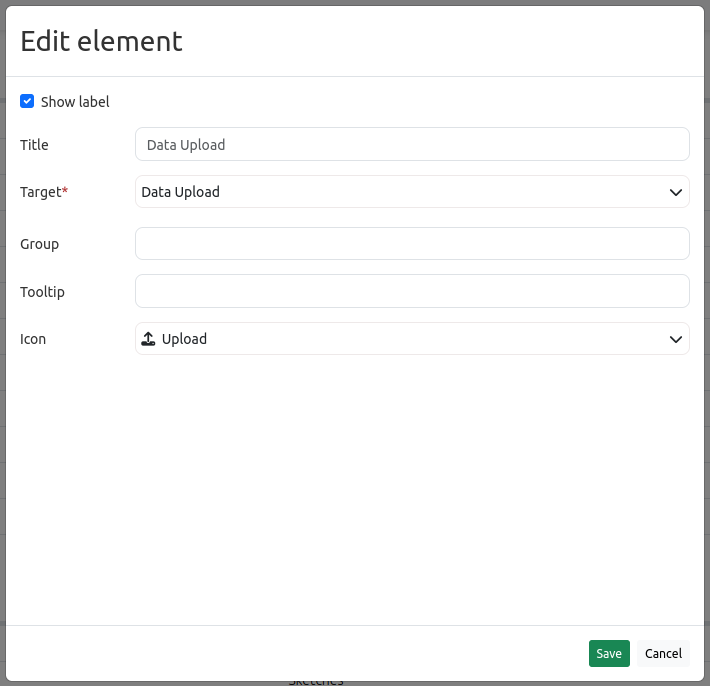 Edit element
Show label
Title Data Upload
Target* Data Upload
Group
Tooltip
Icon Upload
Save Cancel
Sketches